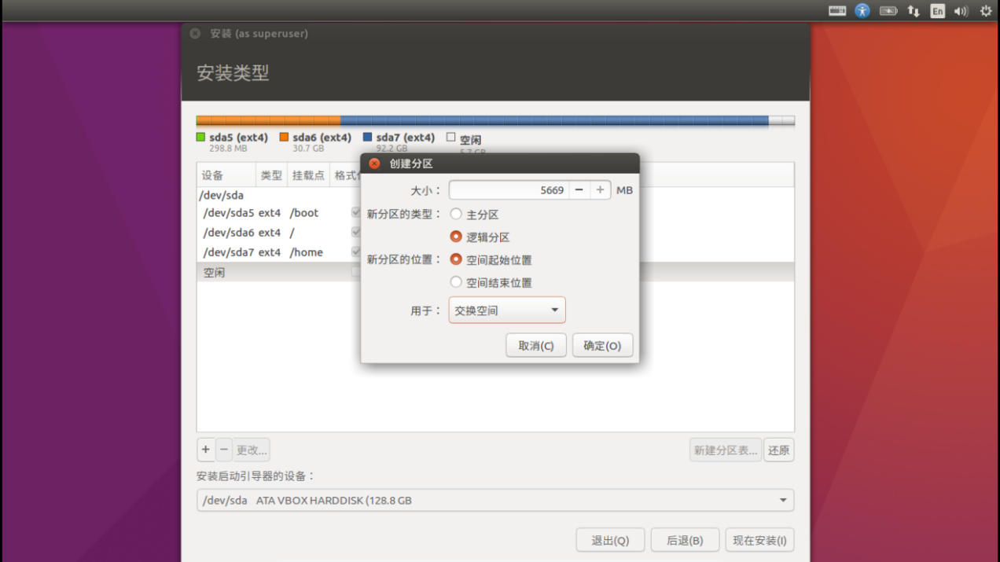 En
安装 (as superuser)
安装类型
sda5 (ext4) sda6 (ext4) sda7 (ext4) 空闲
298.8 MB 30.7 GB 92.2 GB 5.7 GB
创建分区
设备 类型 挂载点
大小： 5669 MB
/dev/sda
/dev/sda5 ext4 /boot
新分区的类型： 主分区
/dev/sda6 ext4 /
逻辑分区
/dev/sda7 ext4 /home
新分区的位置： 空间起始位置
空闲
空间结束位置
用于： 交换空间
取消(C) 确定(O)
+ − 更改... 新建分区表... 还原
安装启动引导器的设备：
/dev/sda ATA VBOX HARDDISK (128.8 GB
退出(Q) 后退(B) 现在安装(I)